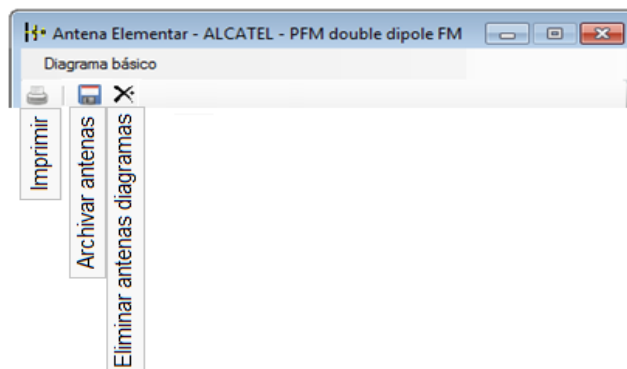 Antena Elementar - ALCATEL - PFM double dipole FM
Diagrama básico
Imprimir
Archivar antenas
Eliminar antenas diagramas